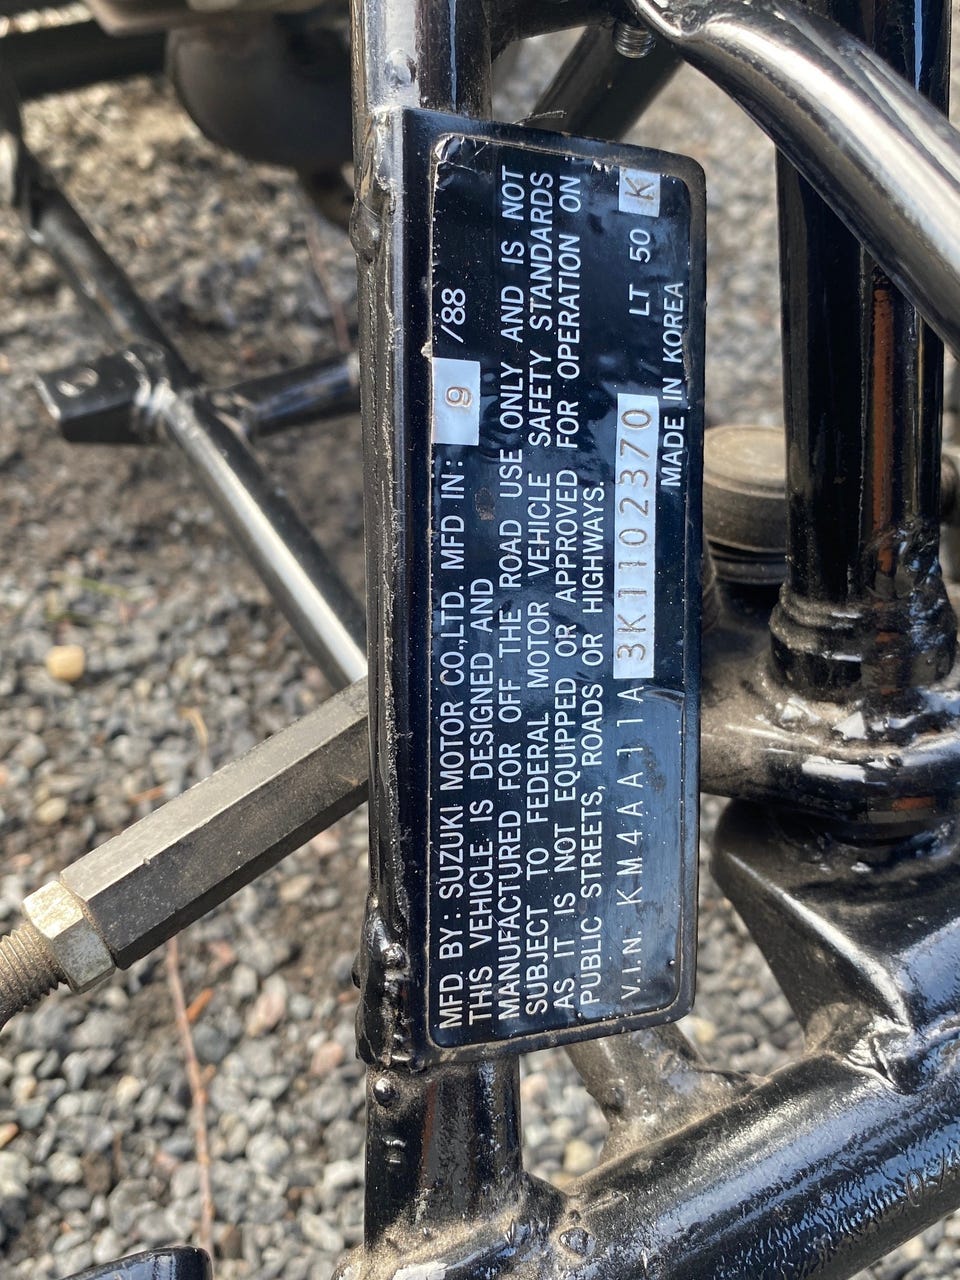 MFD. BY: SUZUKI MOTOR CO.,LTD. MFD IN: 9 /88
THIS VEHICLE IS DESIGNED AND
MANUFACTURED FOR OFF THE ROAD USE ONLY AND IS NOT
SUBJECT TO FEDERAL MOTOR VEHICLE SAFETY STANDARDS
AS IT IS NOT EQUIPPED OR APPROVED FOR OPERATION ON
PUBLIC STREETS, ROADS OR HIGHWAYS.
V.I.N. KM4AA11A3K1102370 LT 50 K
MADE IN KOREA